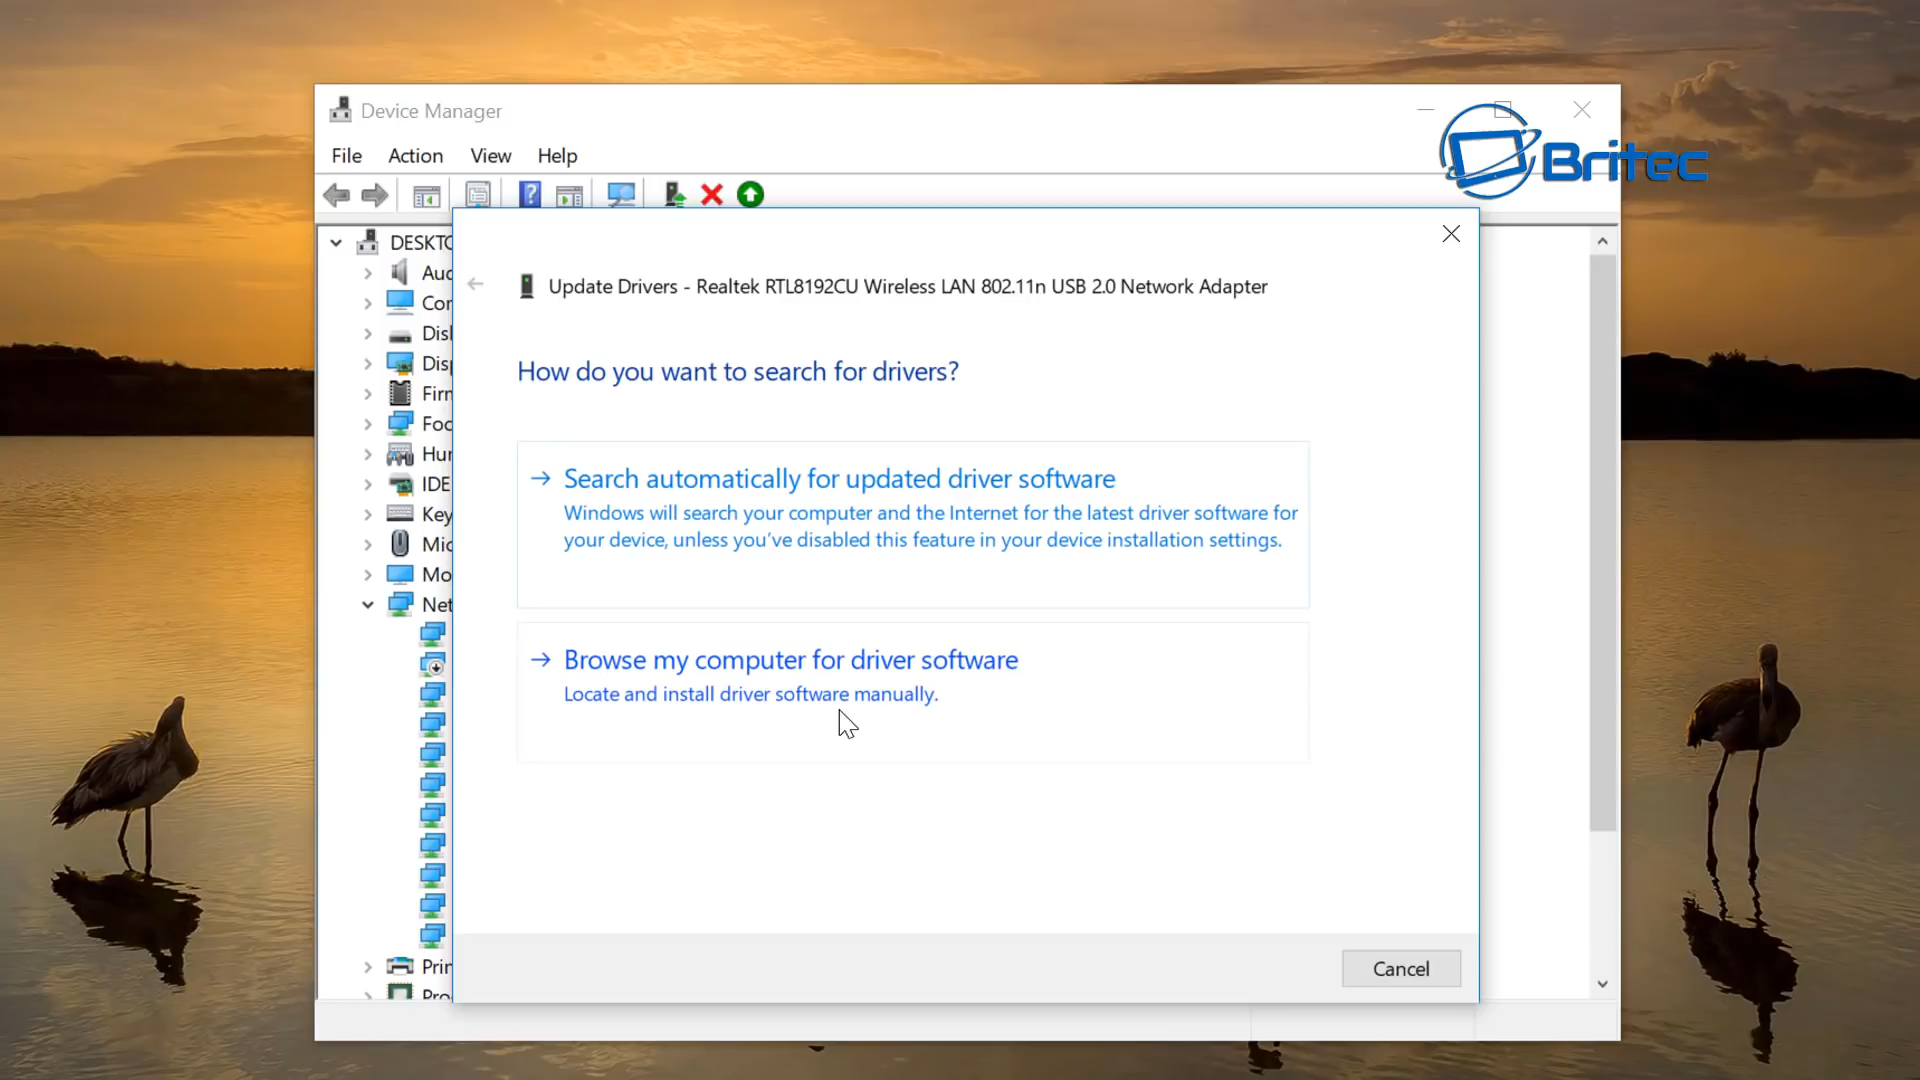 Device Manager
Britec
File Action View Help
DESKTO
Aud
Con
Disk
Disp
Firm
Foc
Hur
IDE
Key
Mic
Mo
Net
Prin
Pro
Update Drivers - Realtek RTL8192CU Wireless LAN 802.11n USB 2.0 Network Adapter
How do you want to search for drivers?
Search automatically for updated driver software
Windows will search your computer and the Internet for the latest driver software for
your device, unless you've disabled this feature in your device installation settings.
Browse my computer for driver software
Locate and install driver software manually.
Cancel